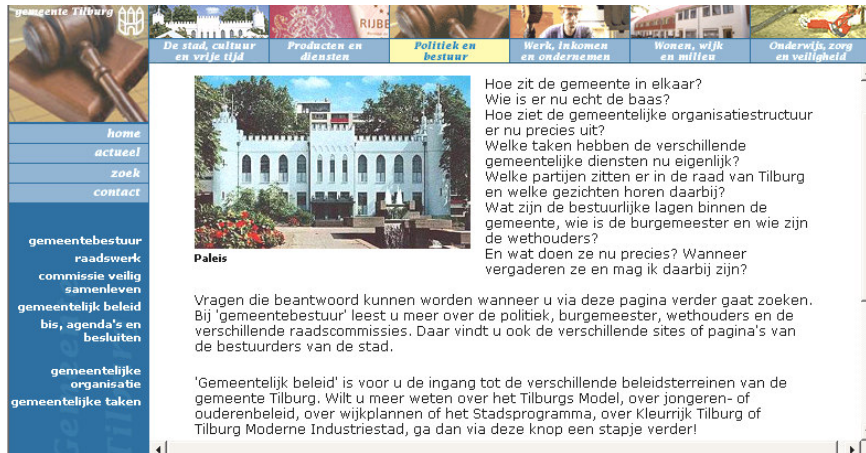 gemeente Tilburg
RIJBE
De stad, cultuur
en vrije tijd
Producten en
diensten
Politiek en
bestuur
Werk, inkomen
en ondernemen
Wonen, wijk
en milieu
Onderwijs, zorg
en veiligheid
home
actueel
zoek
contact
gemeentebestuur
raadswerk
commissie veilig
samenleven
gemeentelijk beleid
bis, agenda's en
besluiten
gemeentelijke
organisatie
gemeentelijke taken
Gemeente
Tilburg
Paleis
Hoe zit de gemeente in elkaar?
Wie is er nu echt de baas?
Hoe ziet de gemeentelijke organisatiestructuur
er nu precies uit?
Welke taken hebben de verschillende
gemeentelijke diensten nu eigenlijk?
Welke partijen zitten er in de raad van Tilburg
en welke gezichten horen daarbij?
Wat zijn de bestuurlijke lagen binnen de
gemeente, wie is de burgemeester en wie zijn
de wethouders?
En wat doen ze nu precies? Wanneer
vergaderen ze en mag ik daarbij zijn?
Vragen die beantwoord kunnen worden wanneer u via deze pagina verder gaat zoeken.
Bij 'gemeentebestuur' leest u meer over de politiek, burgemeester, wethouders en de
verschillende raadscommissies. Daar vindt u ook de verschillende sites of pagina's van
de bestuurders van de stad.
'Gemeentelijk beleid' is voor u de ingang tot de verschillende beleidsterreinen van de
gemeente Tilburg. Wilt u meer weten over het Tilburgs Model, over jongeren- of
ouderenbeleid, over wijkplannen of het Stadsprogramma, over Kleurrijk Tilburg of
Tilburg Moderne Industriestad, ga dan via deze knop een stapje verder!